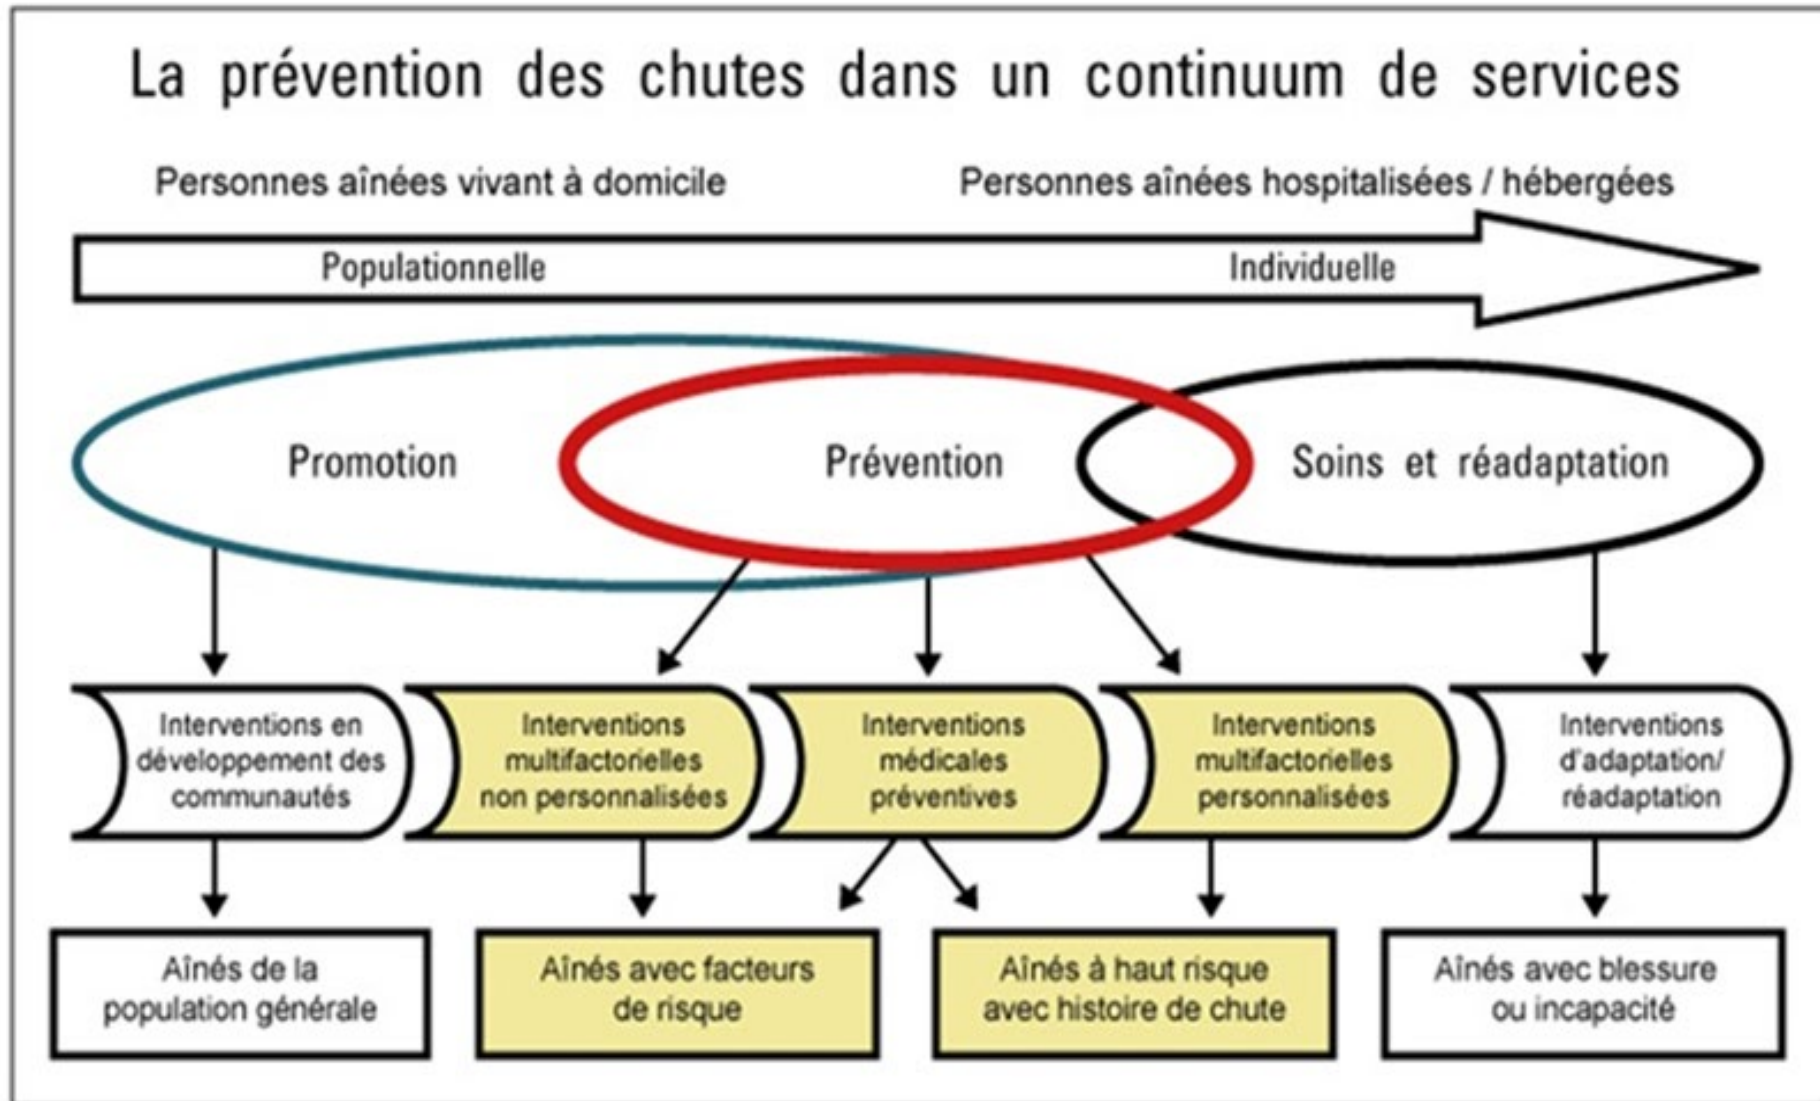 La prévention des chutes dans un continuum de services
Personnes aînées vivant à domicile
Personnes aînées hospitalisées / hébergées
Populationnelle
Individuelle
Promotion
Prévention
Soins et réadaptation
Interventions en
développement des
communautés
Interventions
multifactorielles
non personnalisées
Interventions
médicales
préventives
Interventions
multifactorielles
personnalisées
Interventions
d'adaptation/
réadaptation
Aînés de la
population générale
Aînés avec facteurs
de risque
Aînés à haut risque
avec histoire de chute
Aînés avec blessure
ou incapacité